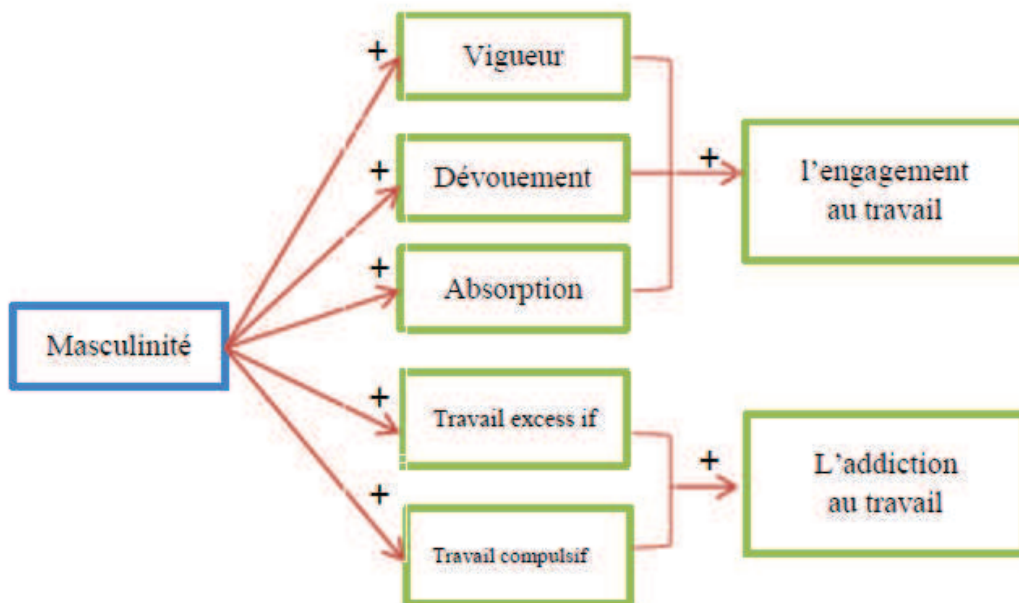 +
Vigueur
+
Dévouement
+
l'engagement
au travail
+
Absorption
Masculinité
+
Travail excess if
+
L'addiction
au travail
+
Travail compulsif